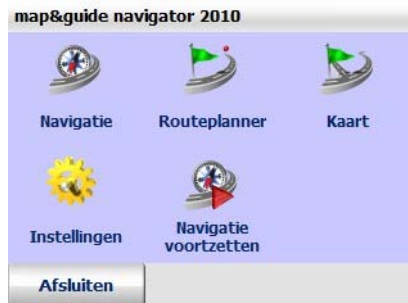 map&guide navigator 2010
Navigatie
Routeplanner
Kaart
Instellingen
Navigatie
voortzetten
Afsluiten